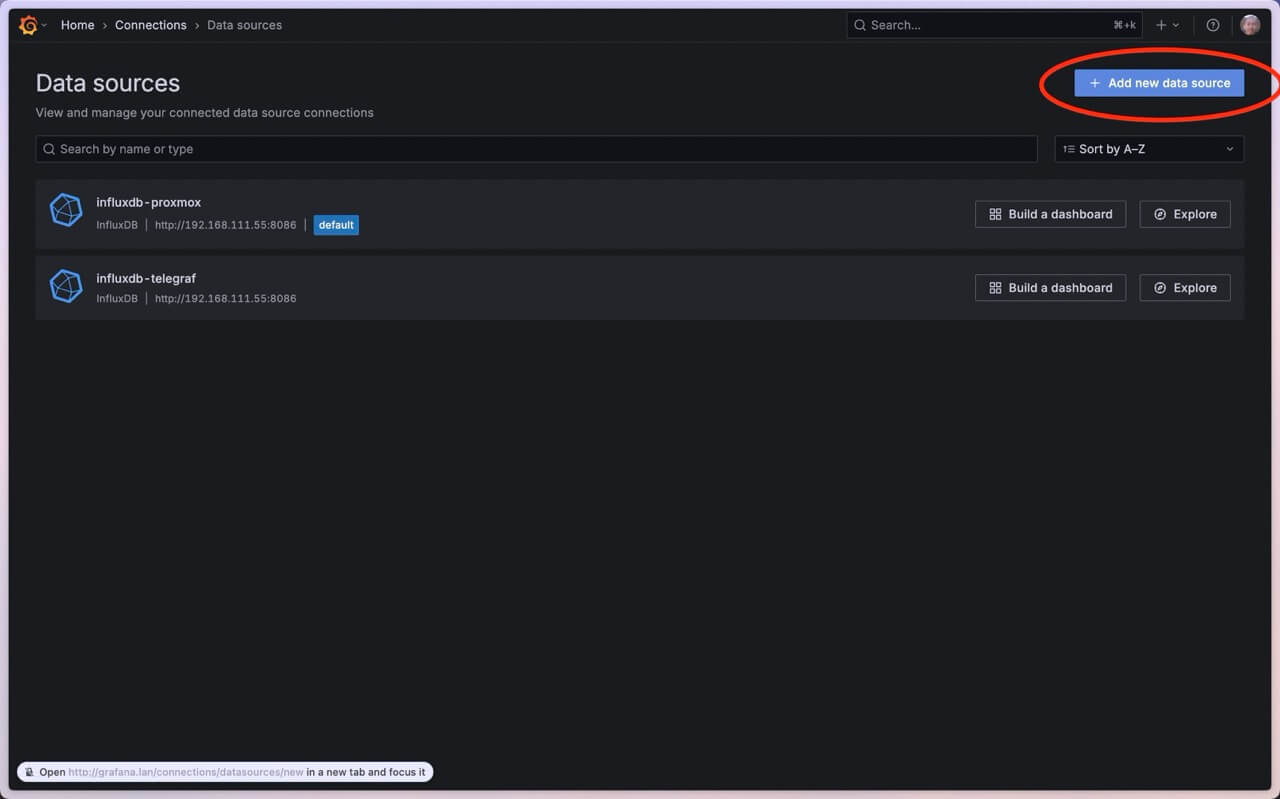 Home › Connections › Data sources
Search... ⌘+k
Data sources
+ Add new data source
View and manage your connected data source connections
Search by name or type
Sort by A–Z
influxdb-proxmox
InfluxDB | http://192.168.111.55:8086 | default
Build a dashboard
Explore
influxdb-telegraf
InfluxDB | http://192.168.111.55:8086
Build a dashboard
Explore
Open http://grafana.lan/connections/datasources/new in a new tab and focus it